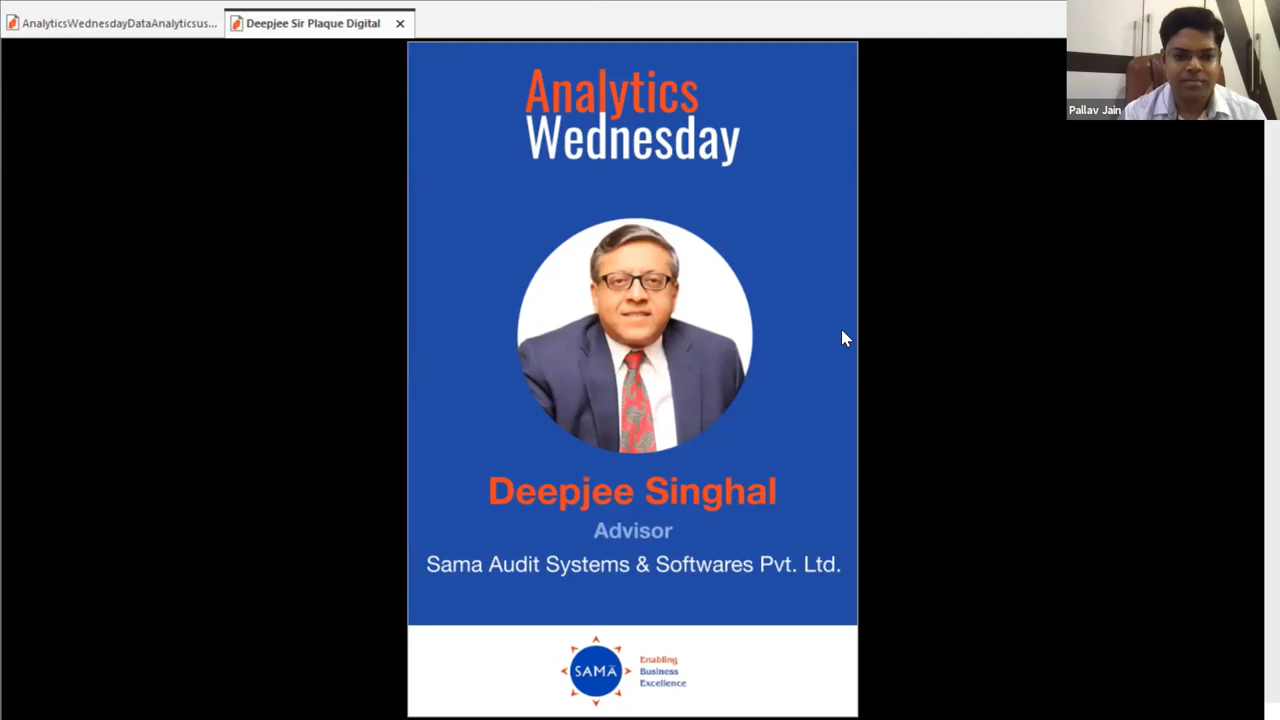 AnalyticsWednesdayDataAnalyticsus...
Deepjee Sir Plaque Digital
Pallav Jain
Analytics
Wednesday
Deepjee Singhal
Advisor
Sama Audit Systems & Softwares Pvt. Ltd.
SAMA
Enabling
Business
Excellence